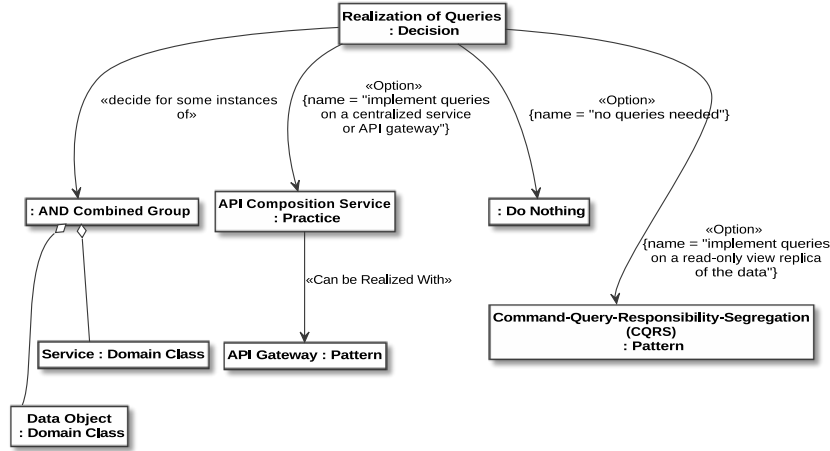 Realization of Queries
: Decision
«decide for some instances
of»
«Option»
{name = "implement queries
on a centralized service
or API gateway"}
«Option»
{name = "no queries needed"}
: AND Combined Group
API Composition Service
: Practice
: Do Nothing
«Option»
{name = "implement queries
on a read-only view replica
of the data"}
«Can be Realized With»
Command-Query-Responsibility-Segregation
(CQRS)
: Pattern
Service : Domain Class
API Gateway : Pattern
Data Object
: Domain Class